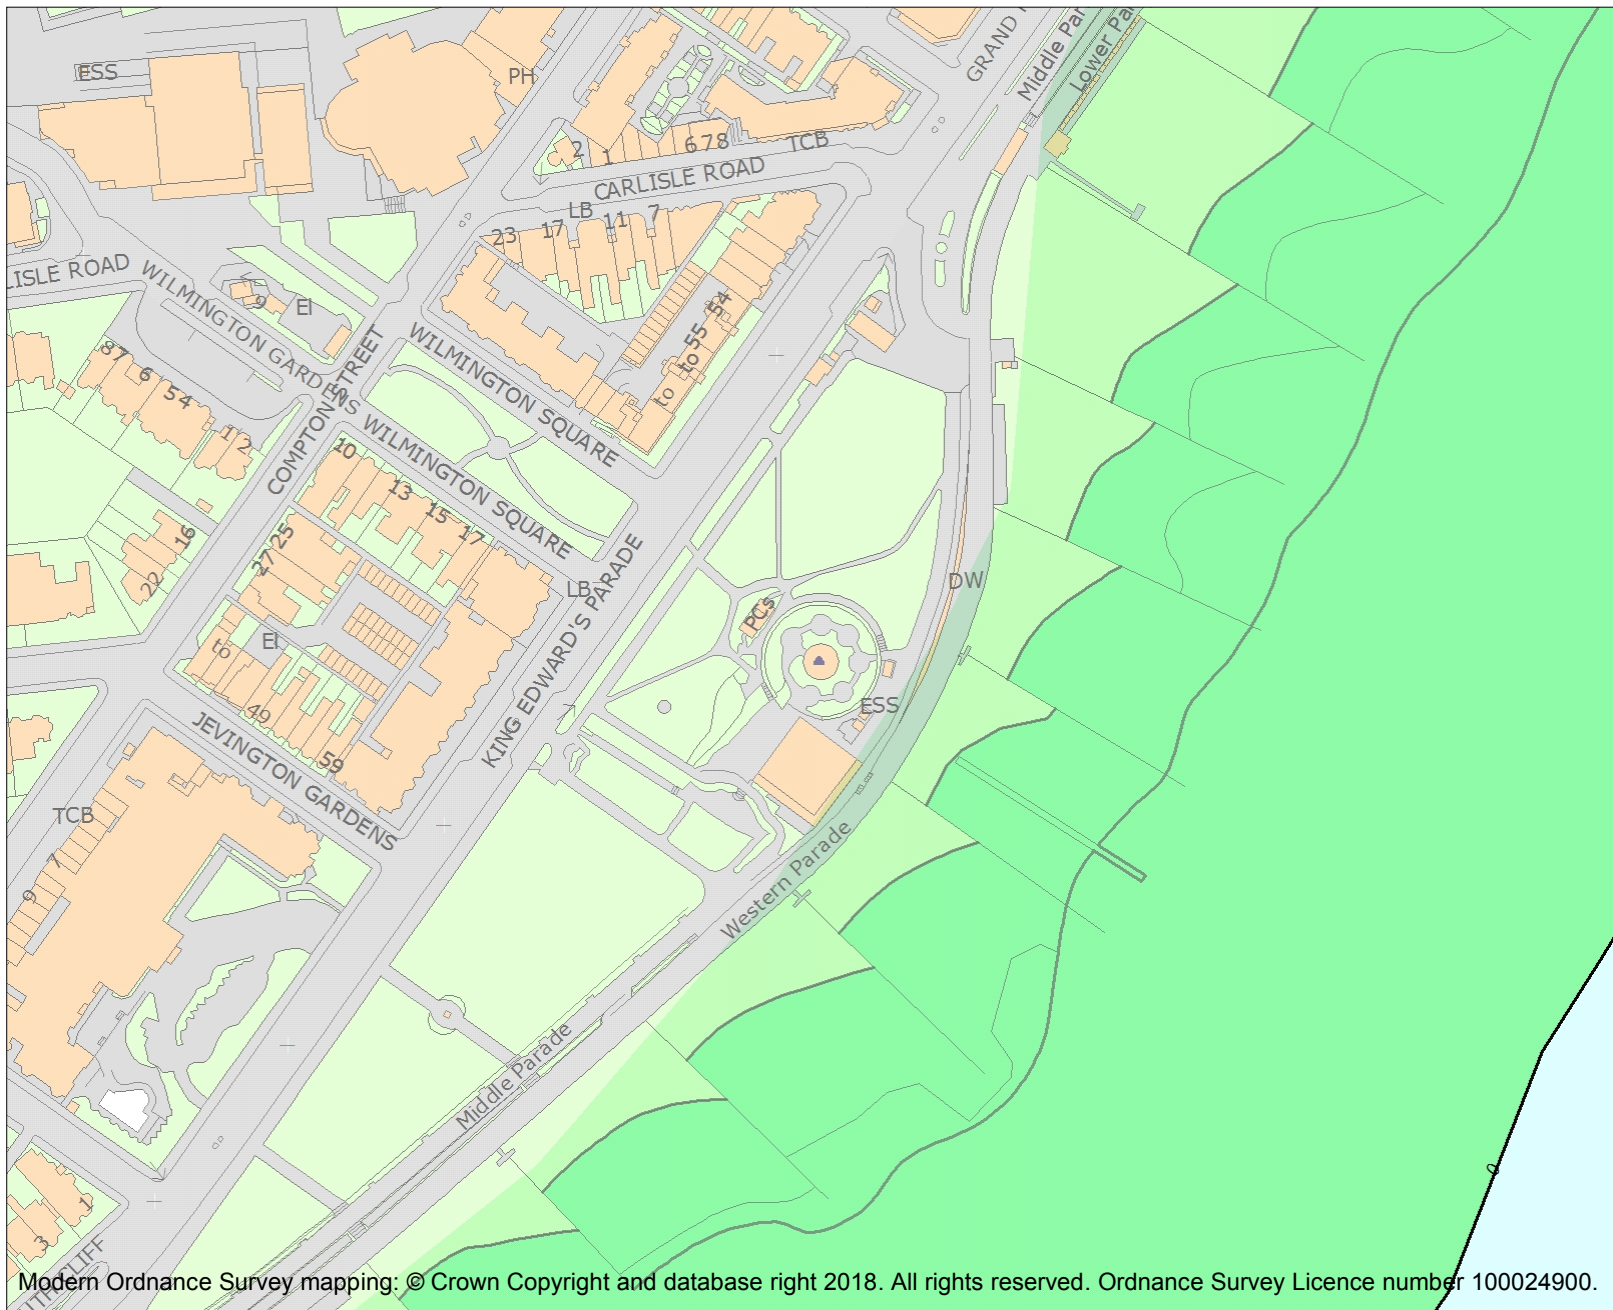 ESS
PH
GRAND
Middle Par
Lower Pa
2
1
6 7 8
TCB
CARLISLE ROAD
LB
23
17
11
7
LISLE ROAD
WILMINGTON GARDENS
9
El
COMPTON STREET
WILMINGTON SQUARE
54
to
55
to
87
6
5 4
1 2
WILMINGTON SQUARE
10
13
15
17
16
22
25
27
LB
KING EDWARD'S PARADE
DW
PCs
El
to
ESS
49
59
JEVINGTON GARDENS
TCB
7
9
Western Parade
Middle Parade
1
3
0
UTHCLIFF
Modern Ordnance Survey mapping: © Crown Copyright and database right 2018. All rights reserved. Ordnance Survey Licence number 100024900.